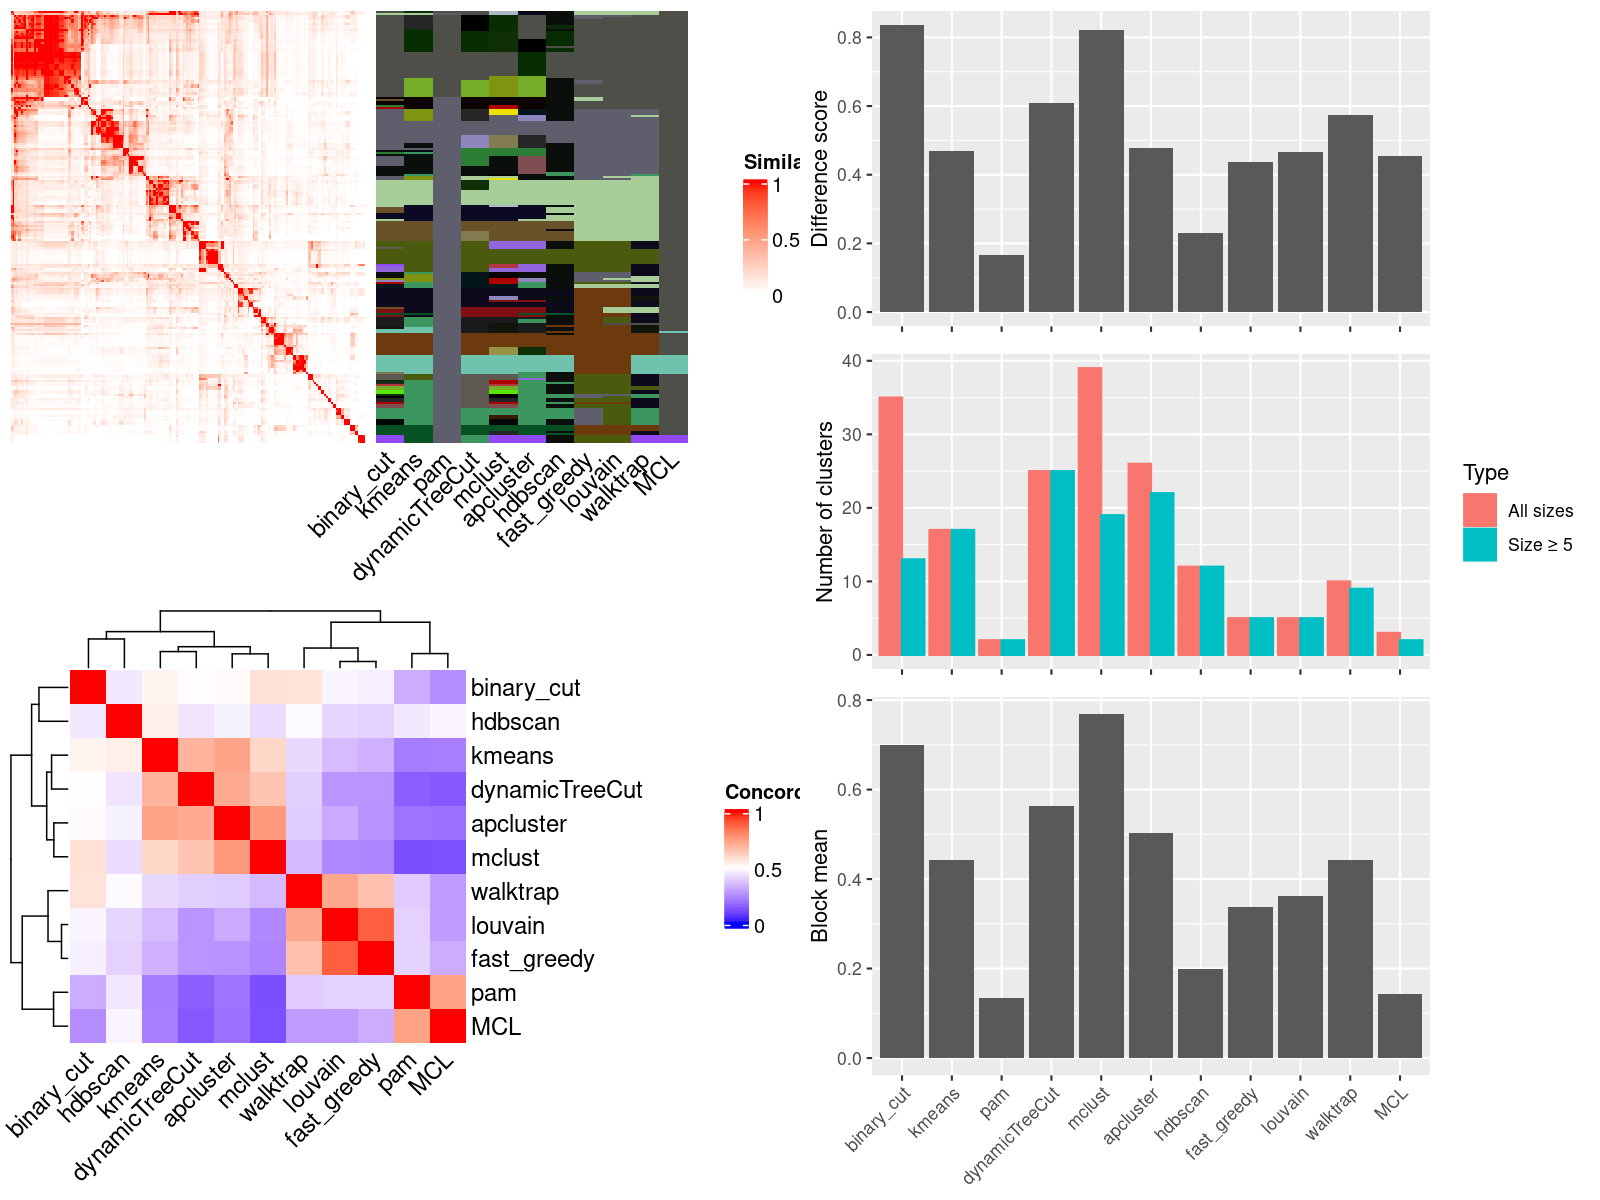 Simila
1
0.5
0
binary_cut
kmeans
pam
dynamicTreeCut
mclust
apcluster
hdbscan
fast_greedy
louvain
walktrap
MCL
binary_cut
hdbscan
kmeans
dynamicTreeCut
apcluster
mclust
walktrap
louvain
fast_greedy
pam
MCL
binary_cut
hdbscan
kmeans
dynamicTreeCut
apcluster
mclust
walktrap
louvain
fast_greedy
pam
MCL
Concord
1
0.5
0
Difference score
0.8
0.6
0.4
0.2
0.0
Number of clusters
40
30
20
10
0
Type
All sizes
Size ≥ 5
Block mean
0.8
0.6
0.4
0.2
0.0
binary_cut
kmeans
pam
dynamicTreeCut
mclust
apcluster
hdbscan
fast_greedy
louvain
walktrap
MCL